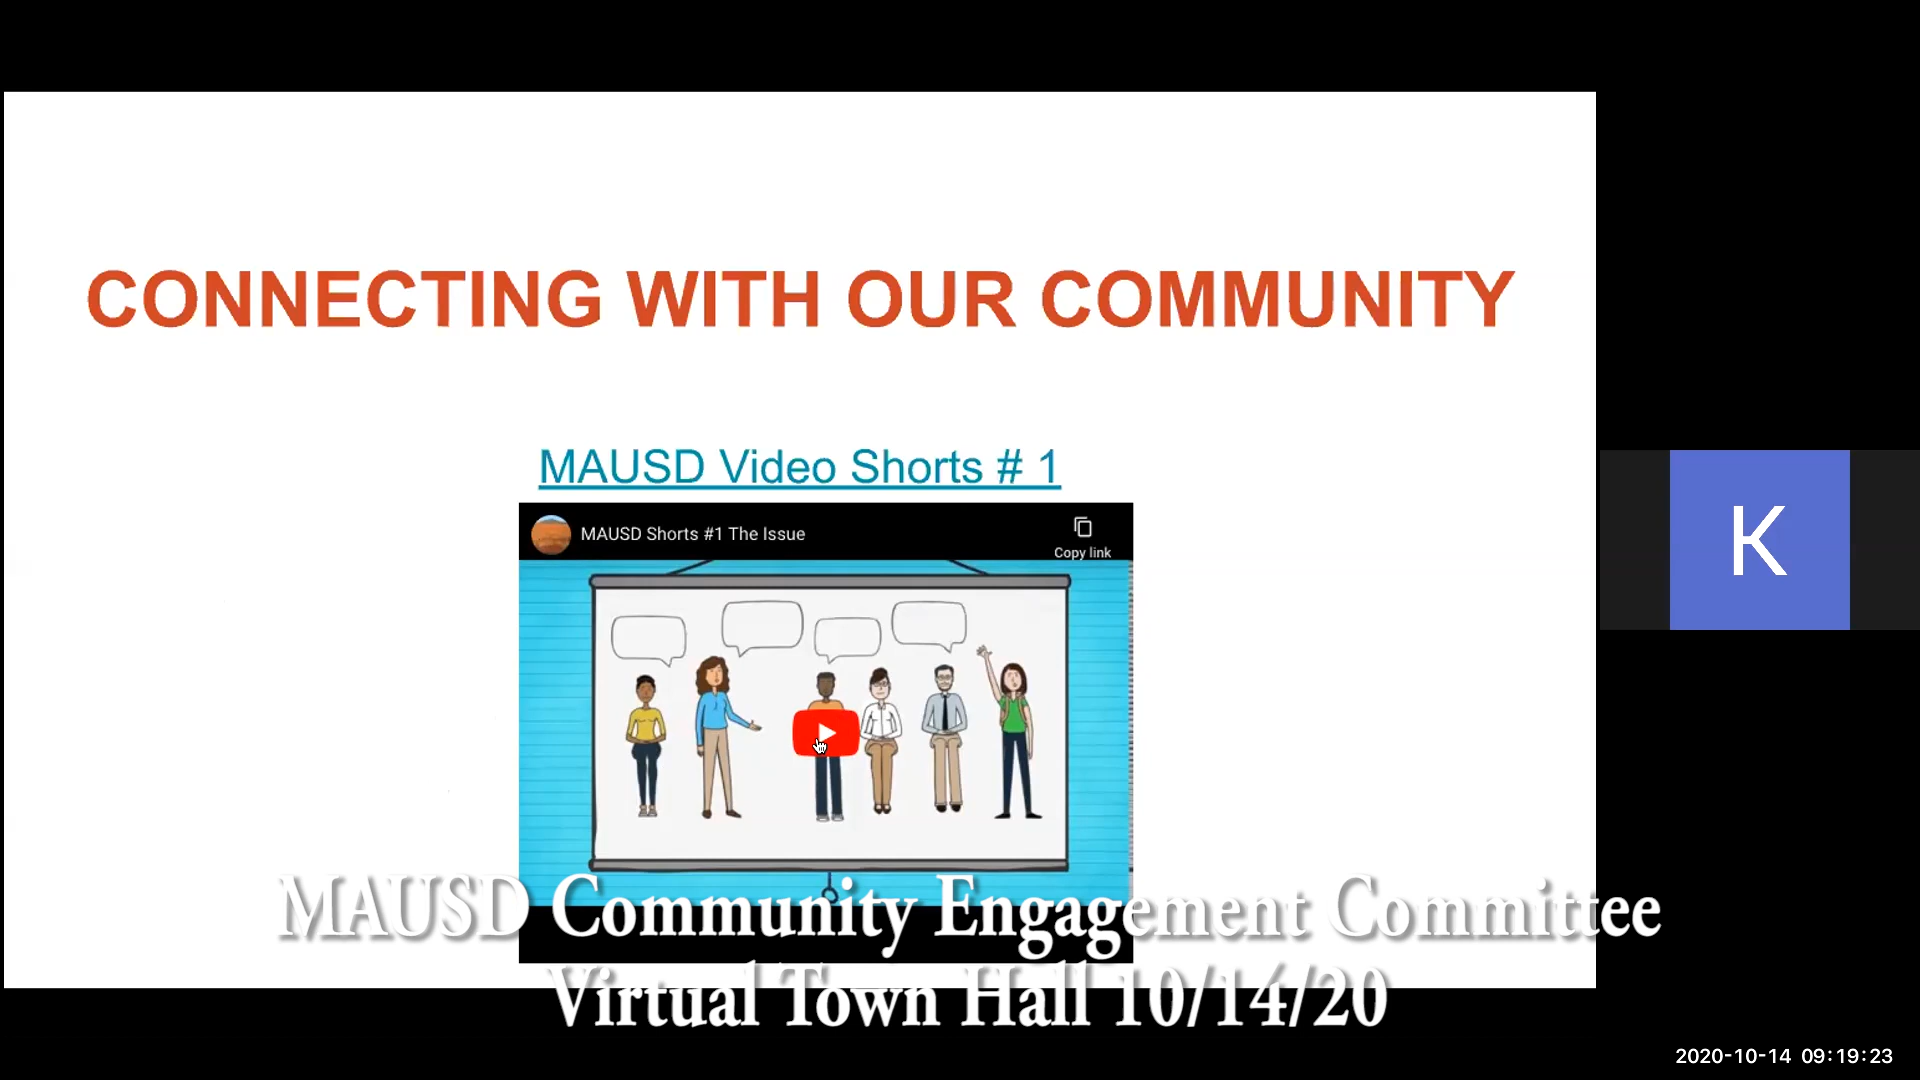 CONNECTING WITH OUR COMMUNITY
MAUSD Video Shorts # 1
MAUSD Shorts #1 The Issue
Copy link
K
MAUSD Community Engagement Committee
Virtual Town Hall 10/14/20
2020-10-14 09:19:23